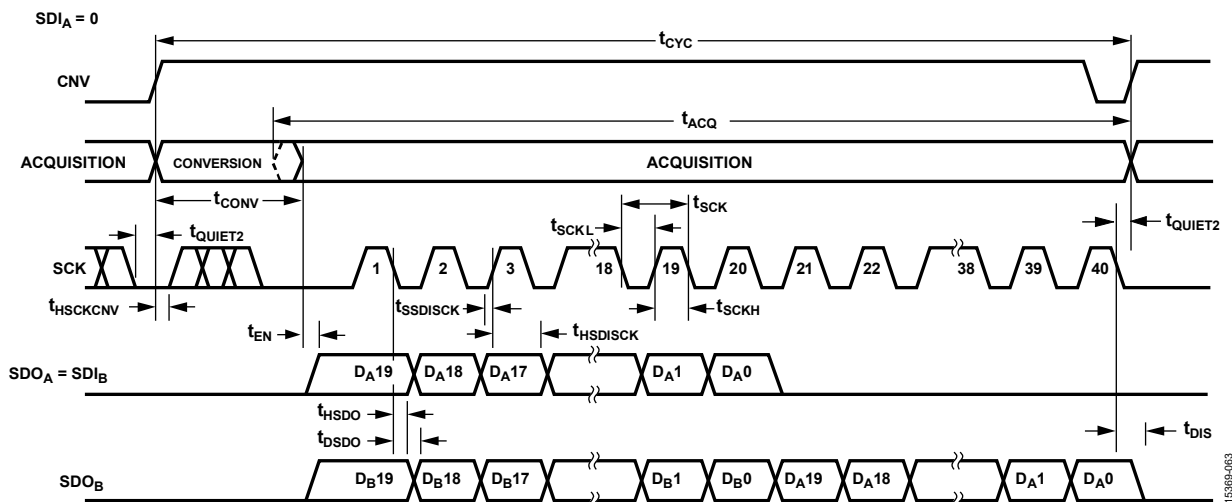 SDIA = 0
tCYC
CNV
tACQ
ACQUISITION CONVERSION ACQUISITION
tCONV
tSCK
tSCKL
tQUIET2 tQUIET2
SCK 1 2 3 18 19 20 21 22 38 39 40
tHSCKCNV tSSDISCK tSCKH
tEN tHSDISCK
SDOA = SDIB DA19 DA18 DA17 DA1 DA0
tHSDO
tDSDO tDIS
SDOB DB19 DB18 DB17 DB1 DB0 DA19 DA18 DA1 DA0
15369-063